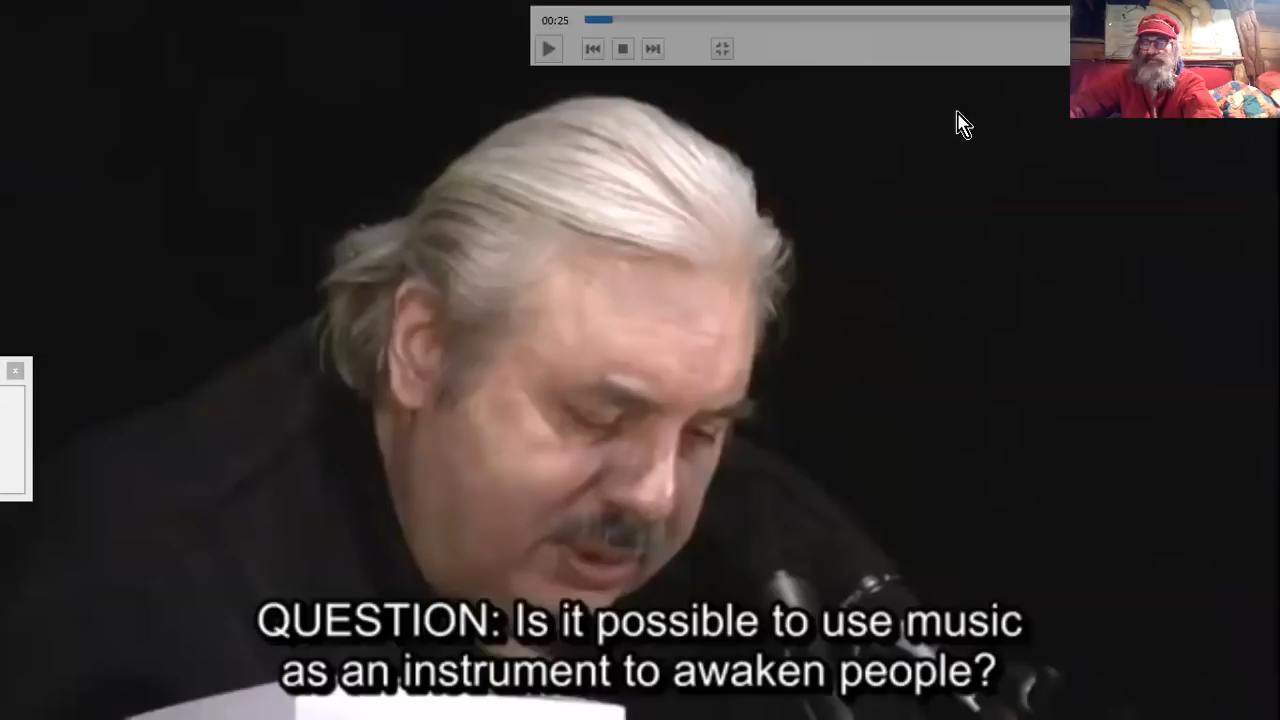 00:25
x
QUESTION: Is it possible to use music
as an instrument to awaken people?